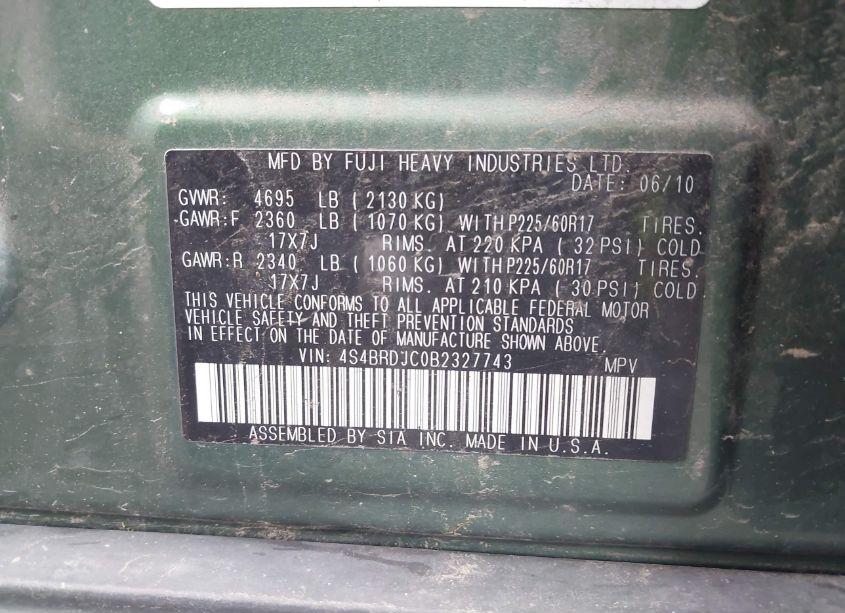 MFD BY FUJI HEAVY INDUSTRIES LTD.
DATE: 06/10
GVWR: 4695 LB ( 2130 KG)
GAWR:F 2360 LB ( 1070 KG) WITH P225/60R17 TIRES.
17X7J RIMS. AT 220 KPA ( 32 PSI) COLD
GAWR:R 2340 LB ( 1060 KG) WITH P225/60R17 TIRES.
17X7J RIMS. AT 210 KPA ( 30 PSI) COLD
THIS VEHICLE CONFORMS TO ALL APPLICABLE FEDERAL MOTOR
VEHICLE SAFETY AND THEFT PREVENTION STANDARDS
IN EFFECT ON THE DATE OF MANUFACTURE SHOWN ABOVE.
VIN: 4S4BRDJC0B2327743 MPV
ASSEMBLED BY SIA INC. MADE IN U.S.A.